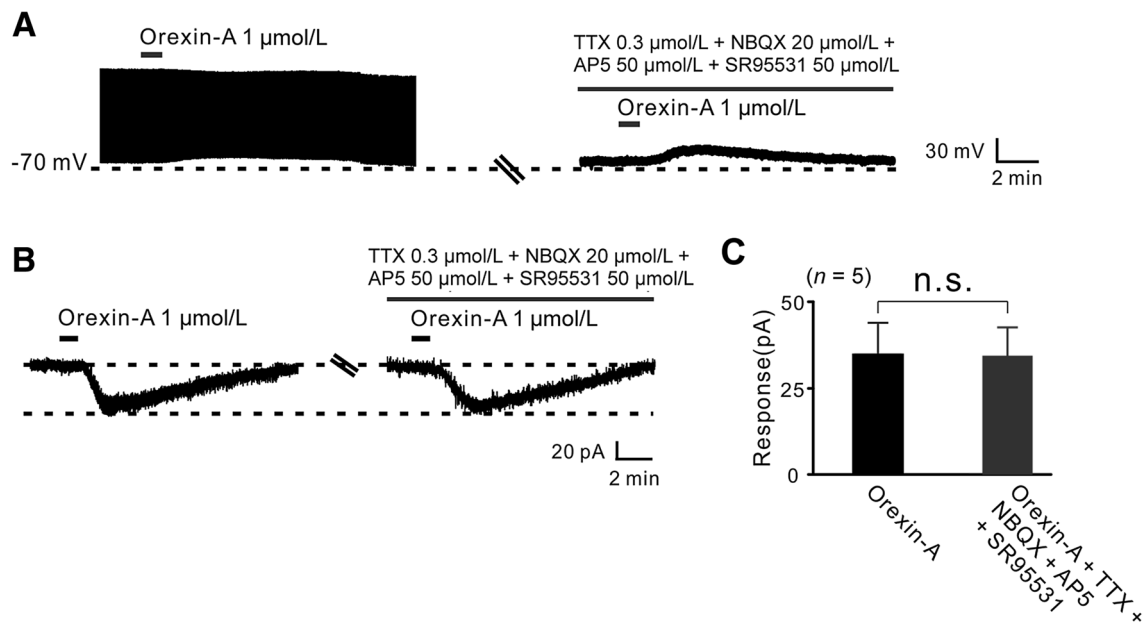 A
Orexin-A 1 μmol/L
TTX 0.3 μmol/L + NBQX 20 μmol/L +
AP5 50 μmol/L + SR95531 50 μmol/L
Orexin-A 1 μmol/L
-70 mV
30 mV
2 min
B
TTX 0.3 μmol/L + NBQX 20 μmol/L +
AP5 50 μmol/L + SR95531 50 μmol/L
Orexin-A 1 μmol/L
Orexin-A 1 μmol/L
20 pA
2 min
C
(n = 5)
n.s.
Response(pA)
50
25
0
Orexin-A
Orexin-A + TTX +
NBQX + AP5
+ SR95531